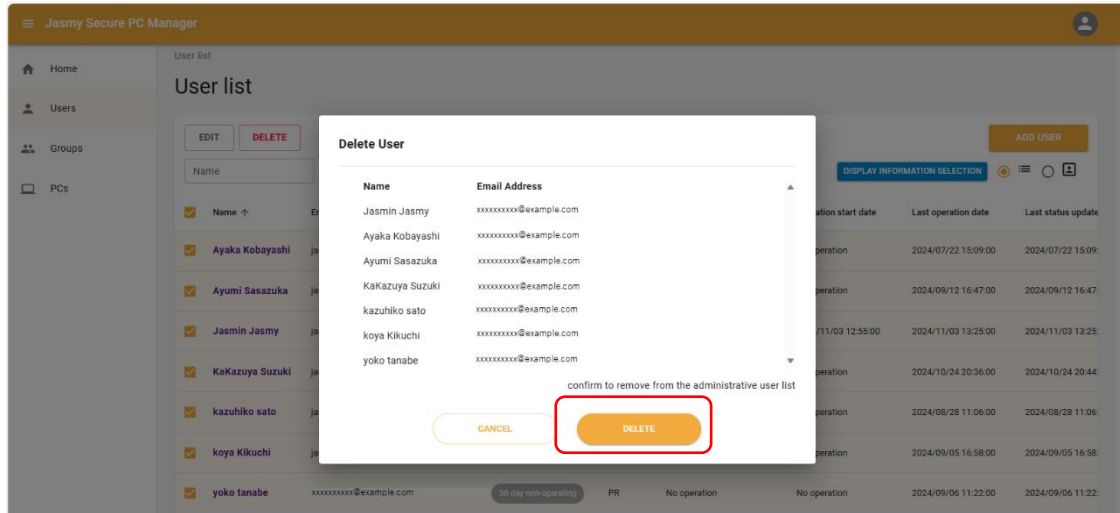 Jasmy Secure PC Manager
Home
Users
Groups
PCs
User list
User list
EDIT DELETE ADD USER
Name DISPLAY INFORMATION SELECTION
Name ↑ ation start date Last operation date Last status update
Ayaka Kobayashi ja peration 2024/07/22 15:09:00 2024/07/22 15:09:
Ayumi Sasazuka ja peration 2024/09/12 16:47:00 2024/09/12 16:47:
Jasmin Jasmy ja /11/03 12:55:00 2024/11/03 13:25:00 2024/11/03 13:25:
KaKazuya Suzuki ja peration 2024/10/24 20:36:00 2024/10/24 20:44:
kazuhiko sato ja peration 2024/08/28 11:06:00 2024/08/28 11:06:
koya Kikuchi ja peration 2024/09/05 16:58:00 2024/09/05 16:58:
yoko tanabe xxxxxxxxxx@example.com 58 day non-operating PR No operation No operation 2024/09/06 11:22:00 2024/09/06 11:22:
Delete User
Name Email Address
Jasmin Jasmy xxxxxxxxxx@example.com
Ayaka Kobayashi xxxxxxxxxx@example.com
Ayumi Sasazuka xxxxxxxxxx@example.com
KaKazuya Suzuki xxxxxxxxxx@example.com
kazuhiko sato xxxxxxxxxx@example.com
koya Kikuchi xxxxxxxxxx@example.com
yoko tanabe xxxxxxxxxx@example.com
confirm to remove from the administrative user list
CANCEL DELETE